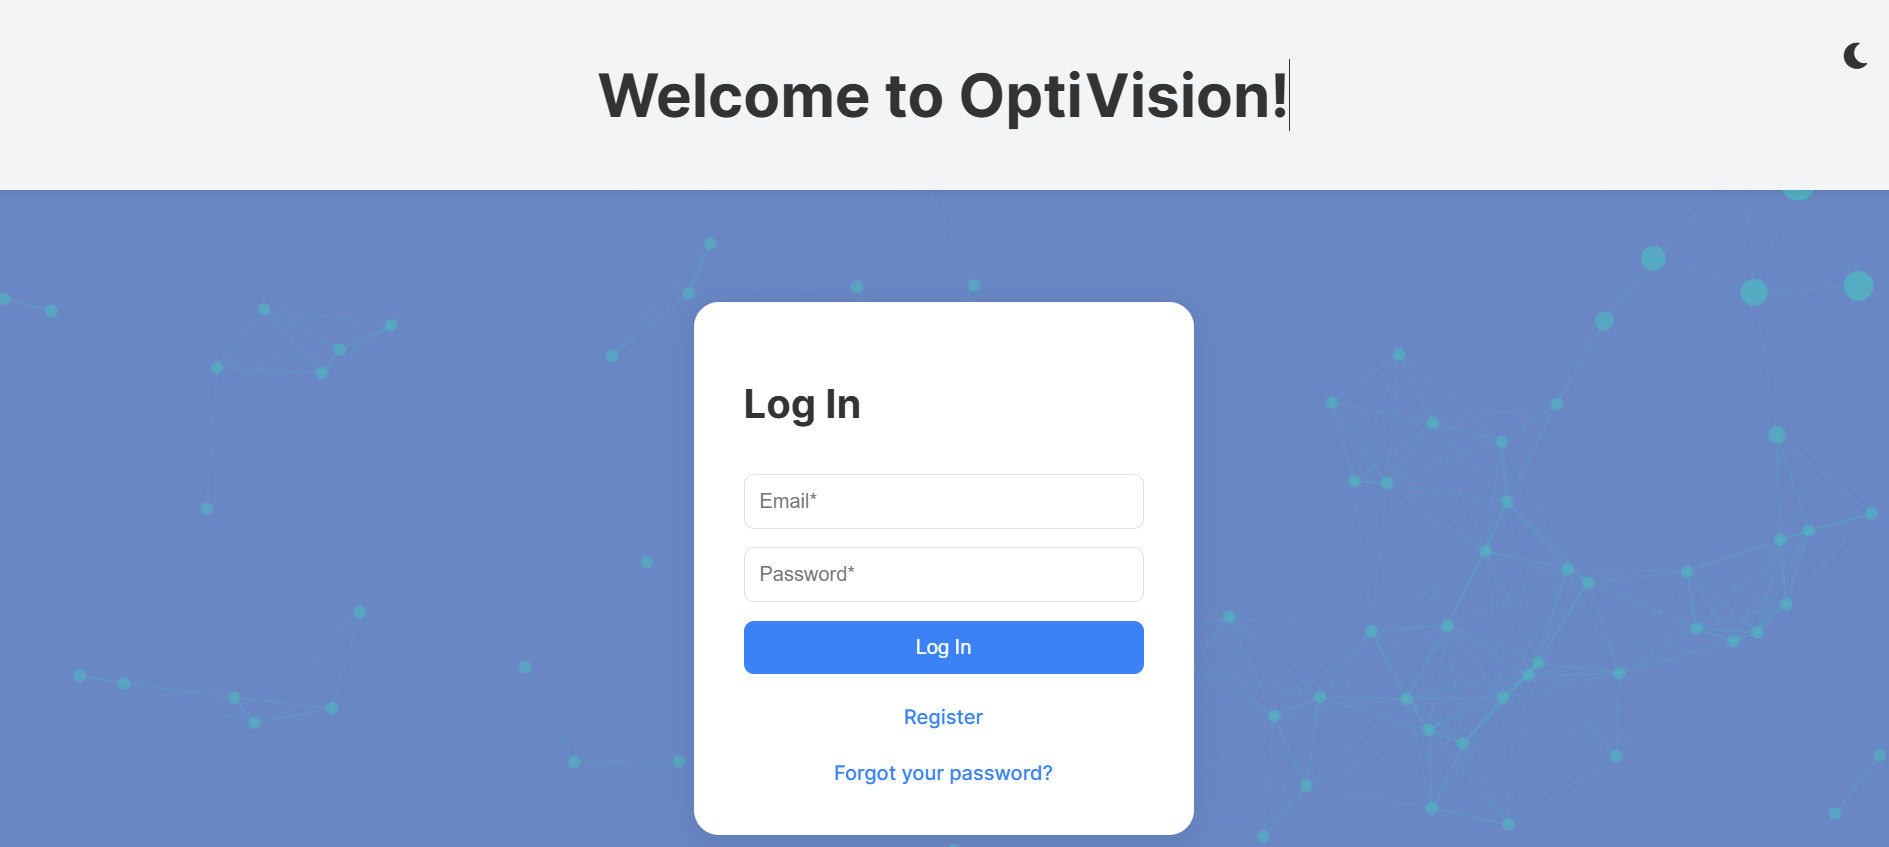 Welcome to OptiVision!
Log In
Email*
Password*
Log In
Register
Forgot your password?